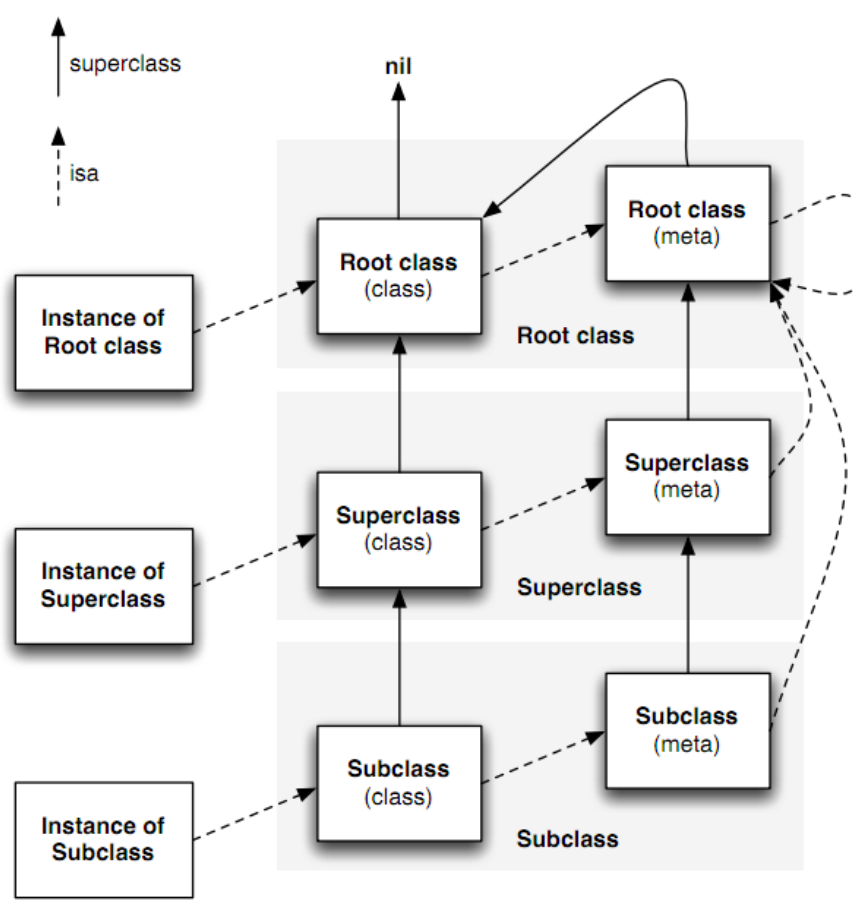 superclass
isa
nil
Root class
(meta)
Root class
(class)
Instance of
Root class
Root class
Superclass
(meta)
Superclass
(class)
Instance of
Superclass
Superclass
Subclass
(meta)
Subclass
(class)
Instance of
Subclass
Subclass